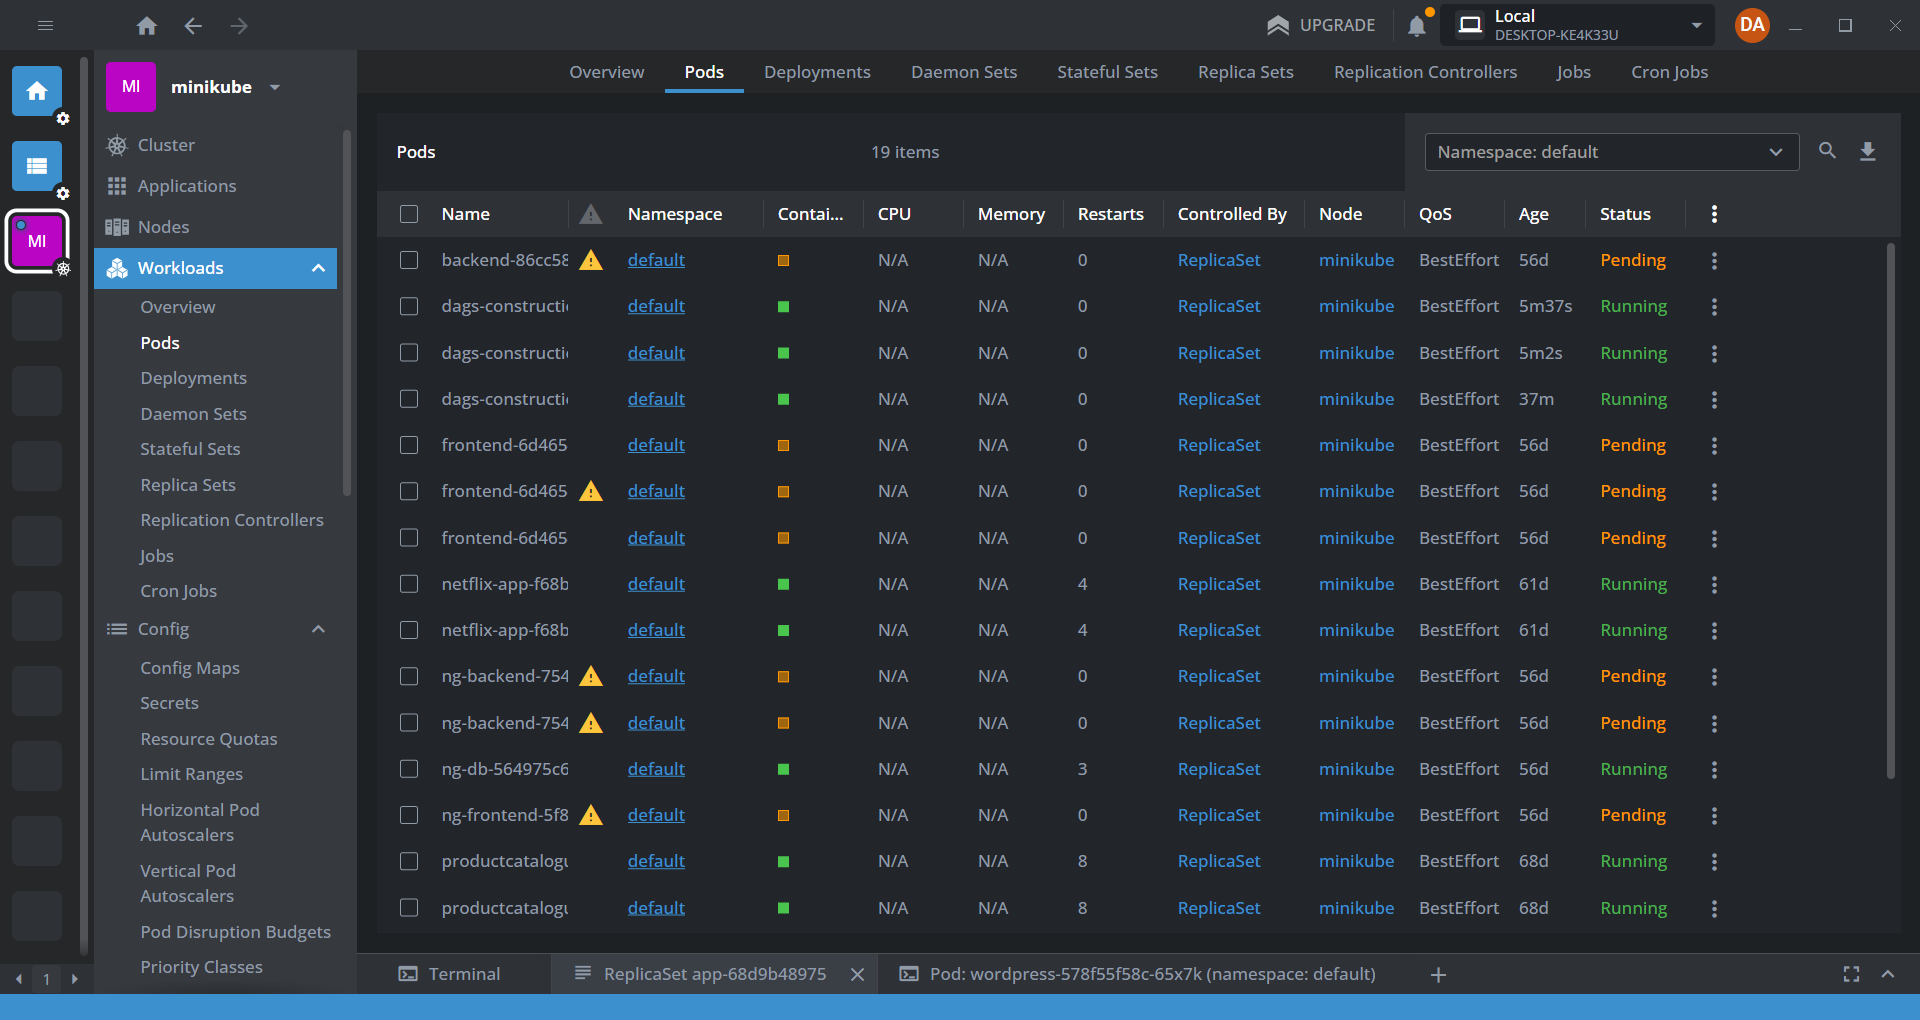 UPGRADE
Local
DESKTOP-KE4K33U
DA
MI
minikube
MI
Cluster
Applications
Nodes
Workloads
Overview
Pods
Deployments
Daemon Sets
Stateful Sets
Replica Sets
Replication Controllers
Jobs
Cron Jobs
Config
Config Maps
Secrets
Resource Quotas
Limit Ranges
Horizontal Pod
Autoscalers
Vertical Pod
Autoscalers
Pod Disruption Budgets
Priority Classes
1
Overview Pods Deployments Daemon Sets Stateful Sets Replica Sets Replication Controllers Jobs Cron Jobs
Pods 19 items Namespace: default
Name Namespace Contai... CPU Memory Restarts Controlled By Node QoS Age Status
backend-86cc58 default N/A N/A 0 ReplicaSet minikube BestEffort 56d Pending
dags-constructi default N/A N/A 0 ReplicaSet minikube BestEffort 5m37s Running
dags-constructi default N/A N/A 0 ReplicaSet minikube BestEffort 5m2s Running
dags-constructi default N/A N/A 0 ReplicaSet minikube BestEffort 37m Running
frontend-6d465 default N/A N/A 0 ReplicaSet minikube BestEffort 56d Pending
frontend-6d465 default N/A N/A 0 ReplicaSet minikube BestEffort 56d Pending
frontend-6d465 default N/A N/A 0 ReplicaSet minikube BestEffort 56d Pending
netflix-app-f68b default N/A N/A 4 ReplicaSet minikube BestEffort 61d Running
netflix-app-f68b default N/A N/A 4 ReplicaSet minikube BestEffort 61d Running
ng-backend-754 default N/A N/A 0 ReplicaSet minikube BestEffort 56d Pending
ng-backend-754 default N/A N/A 0 ReplicaSet minikube BestEffort 56d Pending
ng-db-564975c6 default N/A N/A 3 ReplicaSet minikube BestEffort 56d Running
ng-frontend-5f8 default N/A N/A 0 ReplicaSet minikube BestEffort 56d Pending
productcatalogu default N/A N/A 8 ReplicaSet minikube BestEffort 68d Running
productcatalogu default N/A N/A 8 ReplicaSet minikube BestEffort 68d Running
Terminal ReplicaSet app-68d9b48975 Pod: wordpress-578f55f58c-65x7k (namespace: default)